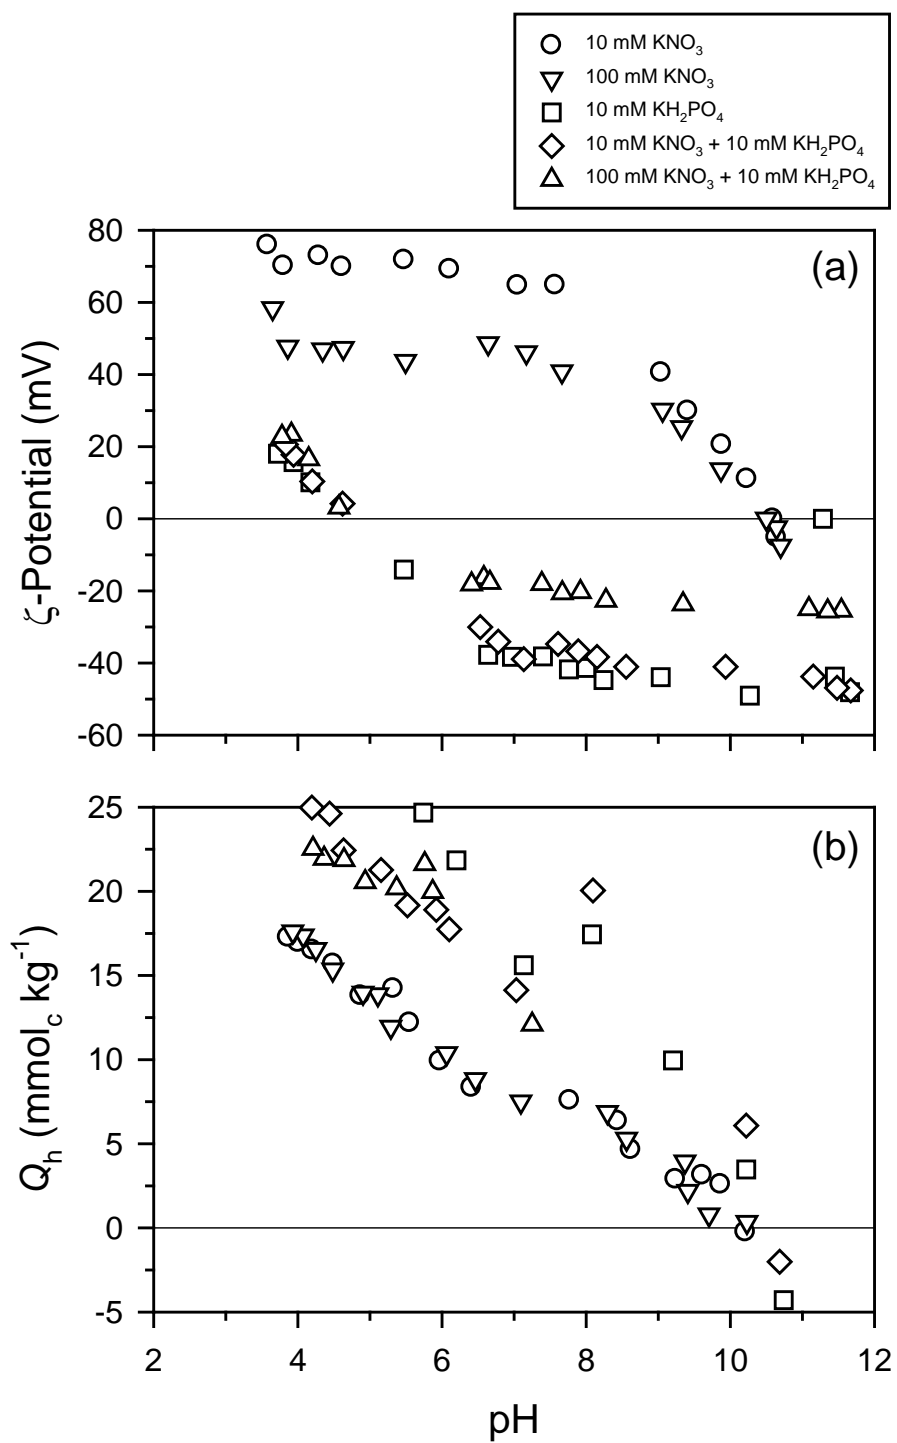 10 mM KNO₃
100 mM KNO₃
10 mM KH₂PO₄
10 mM KNO₃ + 10 mM KH₂PO₄
100 mM KNO₃ + 10 mM KH₂PO₄
80
60
40
20
0
-20
-40
-60
ζ-Potential (mV)
(a)
25
20
15
10
5
0
-5
Qₕ (mmol꜀ kg⁻¹)
(b)
2 4 6 8 10 12
pH